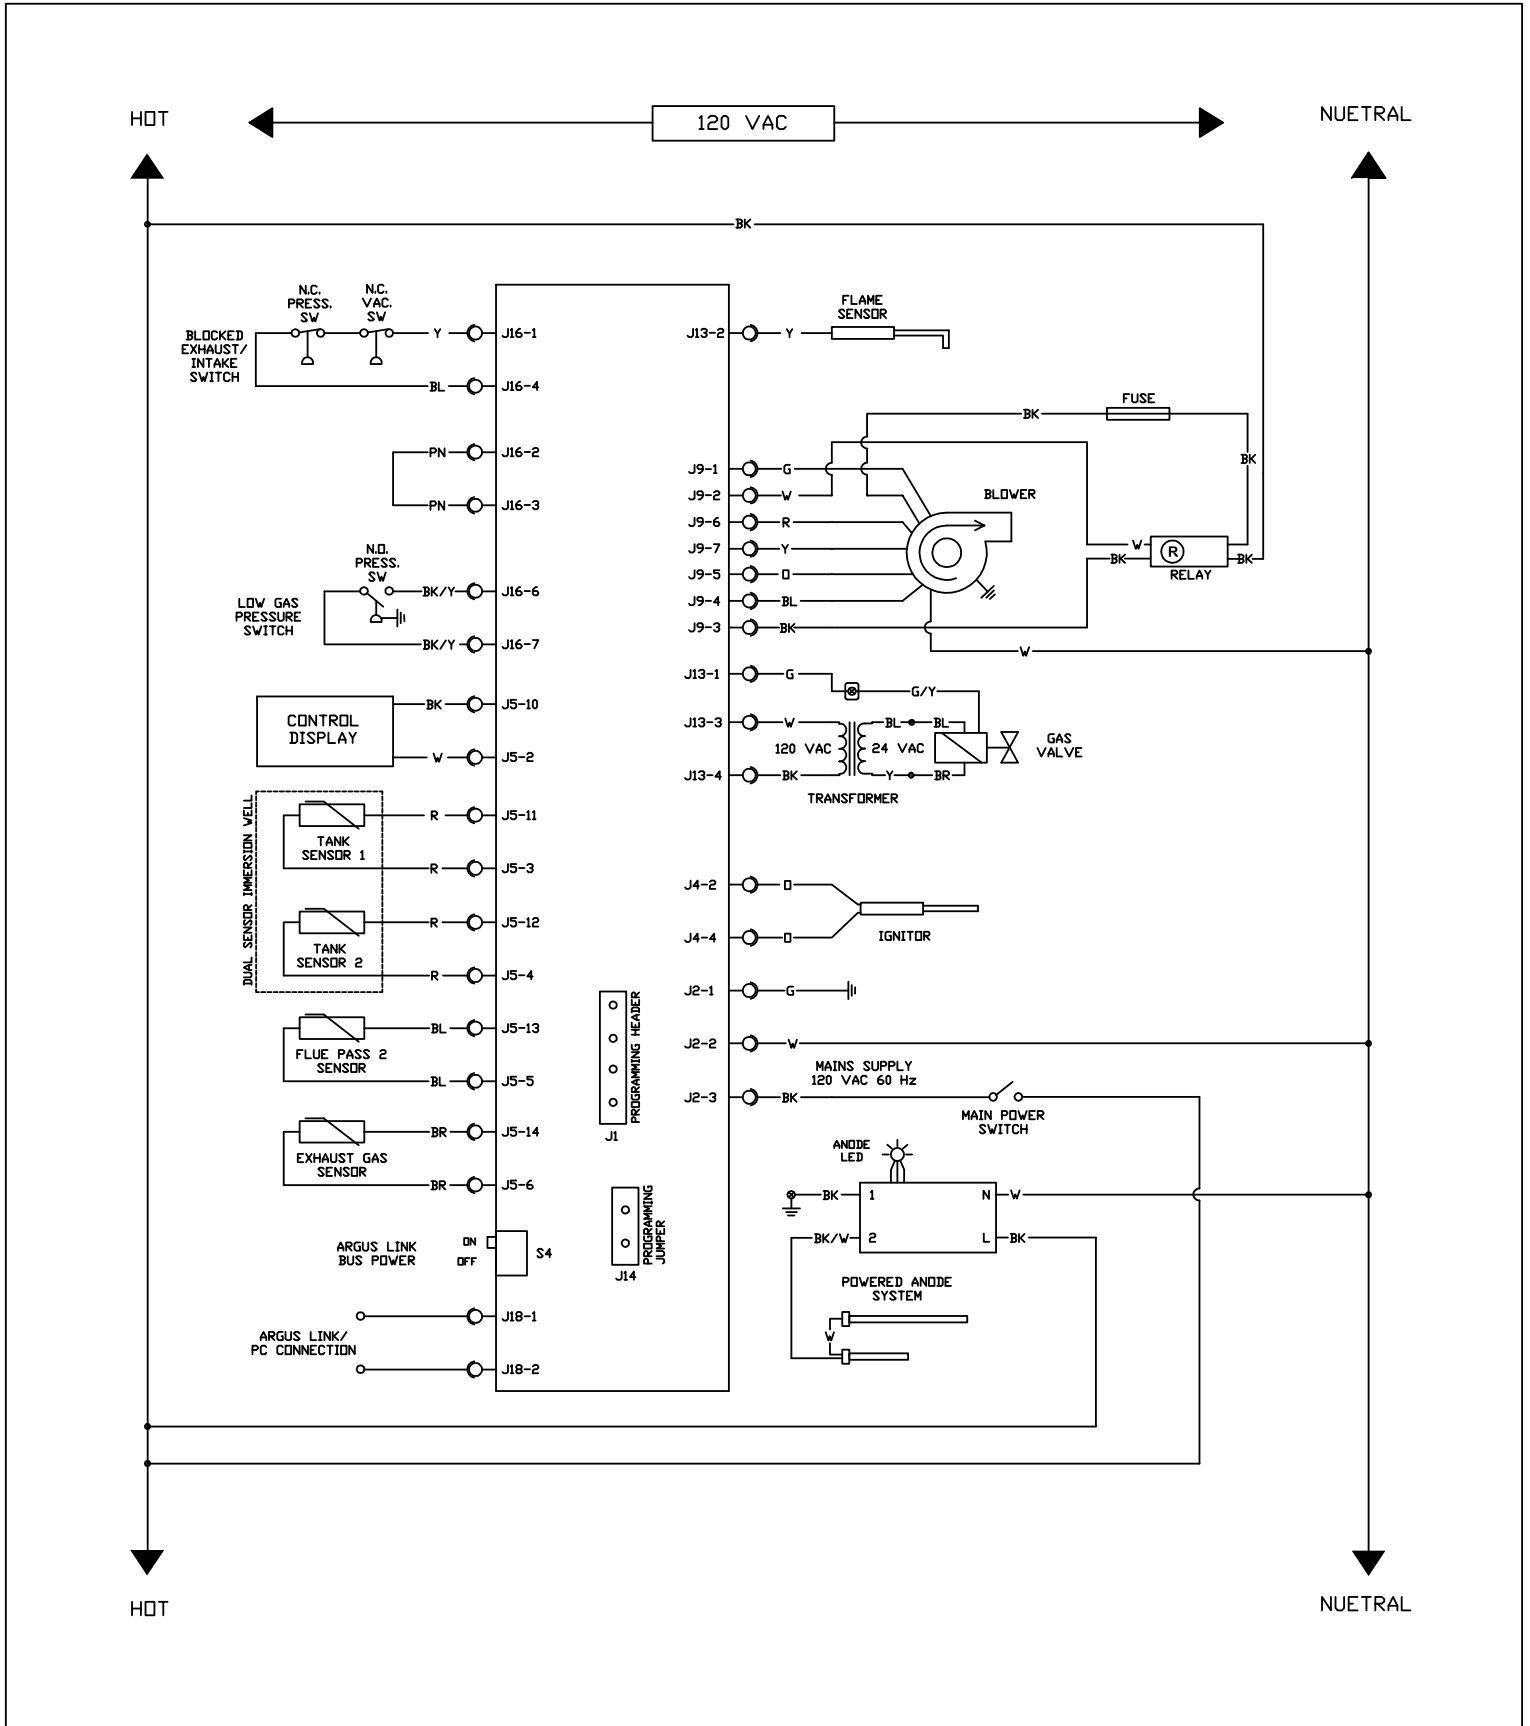 HOT
120 VAC
NUETRAL
BK
N.C.
PRESS.
SW
N.C.
VAC.
SW
BLOCKED
EXHAUST/
INTAKE
SWITCH
Y
J16-1
BL
J16-4
PN
J16-2
PN
J16-3
N.O.
PRESS.
SW
LOW GAS
PRESSURE
SWITCH
BK/Y
J16-6
BK/Y
J16-7
CONTROL
DISPLAY
BK
J5-10
W
J5-2
DUAL SENSOR IMMERSION WELL
TANK
SENSOR 1
R
J5-11
R
J5-3
TANK
SENSOR 2
R
J5-12
R
J5-4
FLUE PASS 2
SENSOR
BL
J5-13
BL
J5-5
EXHAUST GAS
SENSOR
BR
J5-14
BR
J5-6
ARGUS LINK
BUS POWER
ON
OFF
S4
ARGUS LINK/
PC CONNECTION
J18-1
J18-2
PROGRAMMING HEADER
J1
PROGRAMMING
JUMPER
J14
J13-2
Y
FLAME
SENSOR
FUSE
BK
BK
J9-1
G
J9-2
W
J9-6
R
J9-7
Y
J9-5
O
J9-4
BL
J9-3
BK
BLOWER
W
BK
R
BK
RELAY
W
J13-1
G
G/Y
J13-3
W
BL
BL
120 VAC
24 VAC
GAS
VALVE
J13-4
BK
Y
BR
TRANSFORMER
J4-2
O
J4-4
O
IGNITOR
J2-1
G
J2-2
W
MAINS SUPPLY
120 VAC 60 Hz
J2-3
BK
MAIN POWER
SWITCH
ANODE
LED
BK
1
N
W
BK/W
2
L
BK
POWERED ANODE
SYSTEM
W
HOT
NUETRAL